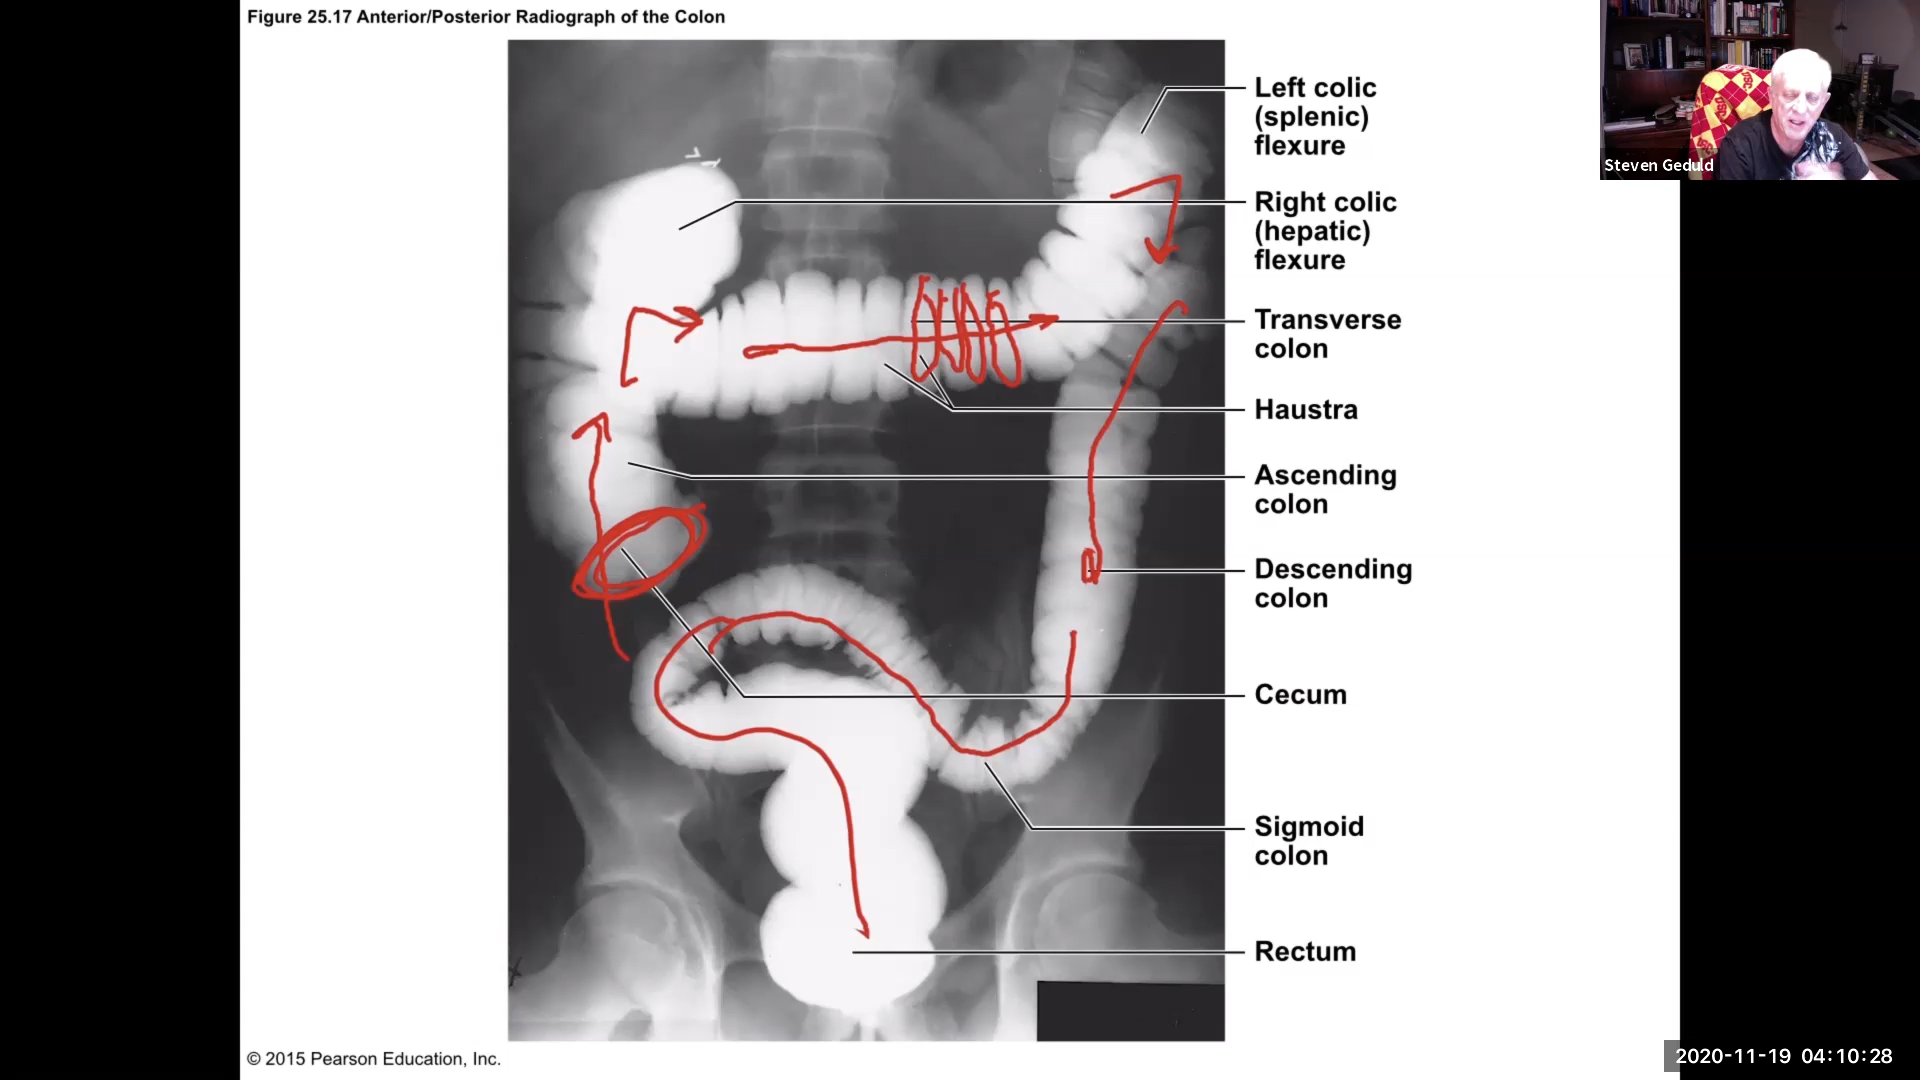 Figure 25.17 Anterior/Posterior Radiograph of the Colon
Left colic
(splenic)
flexure
Right colic
(hepatic)
flexure
Transverse
colon
Haustra
Ascending
colon
Descending
colon
Cecum
Sigmoid
colon
Rectum
© 2015 Pearson Education, Inc.
Steven Geduld
2020-11-19 04:10:28